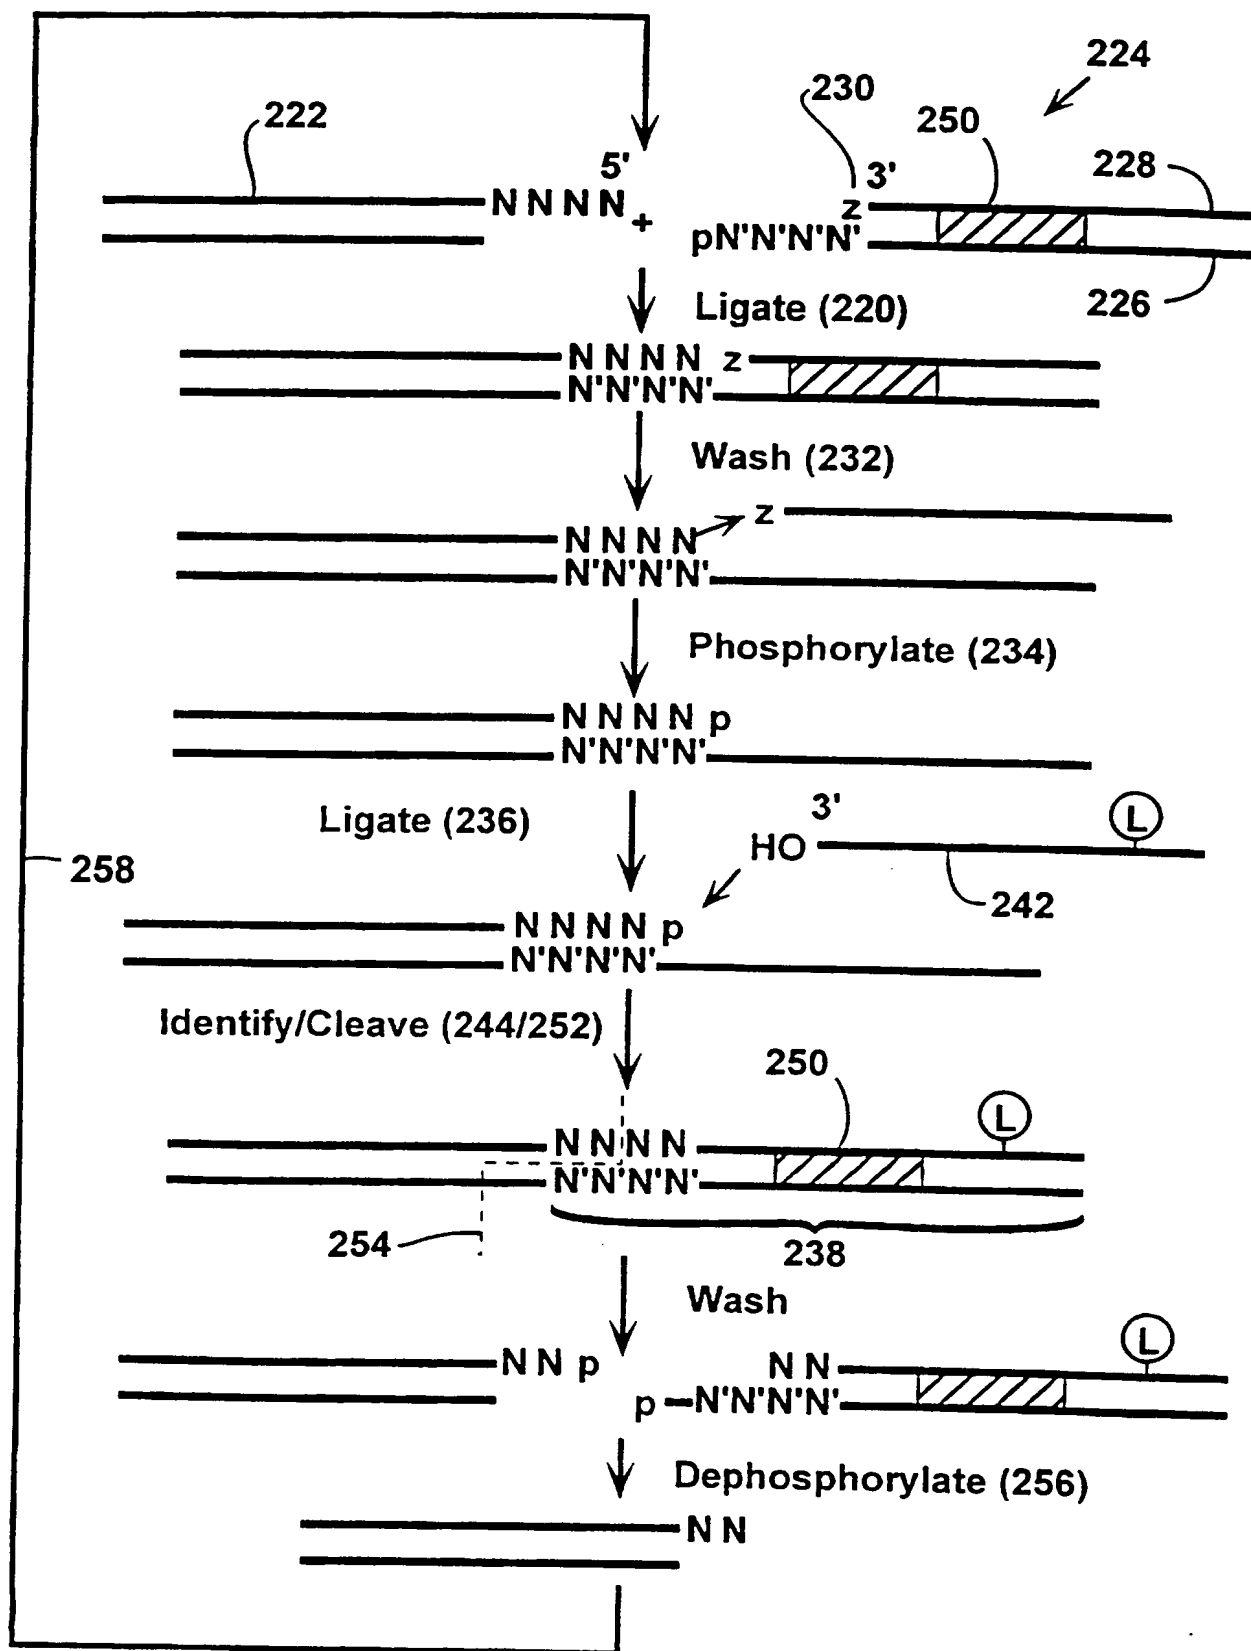 224
230
250
222
5'
3'
228
N N N N
+
z
pN'N'N'N'
226
Ligate (220)
N N N N z
N'N'N'N'
Wash (232)
z
N N N N
N'N'N'N'
Phosphorylate (234)
N N N N p
N'N'N'N'
3'
Ligate (236)
L
HO
258
242
N N N N p
N'N'N'N'
Identify/Cleave (244/252)
250
L
N N N N
N'N'N'N'
254
238
Wash
L
N N p
N N
p-N'N'N'N'
Dephosphorylate (256)
N N